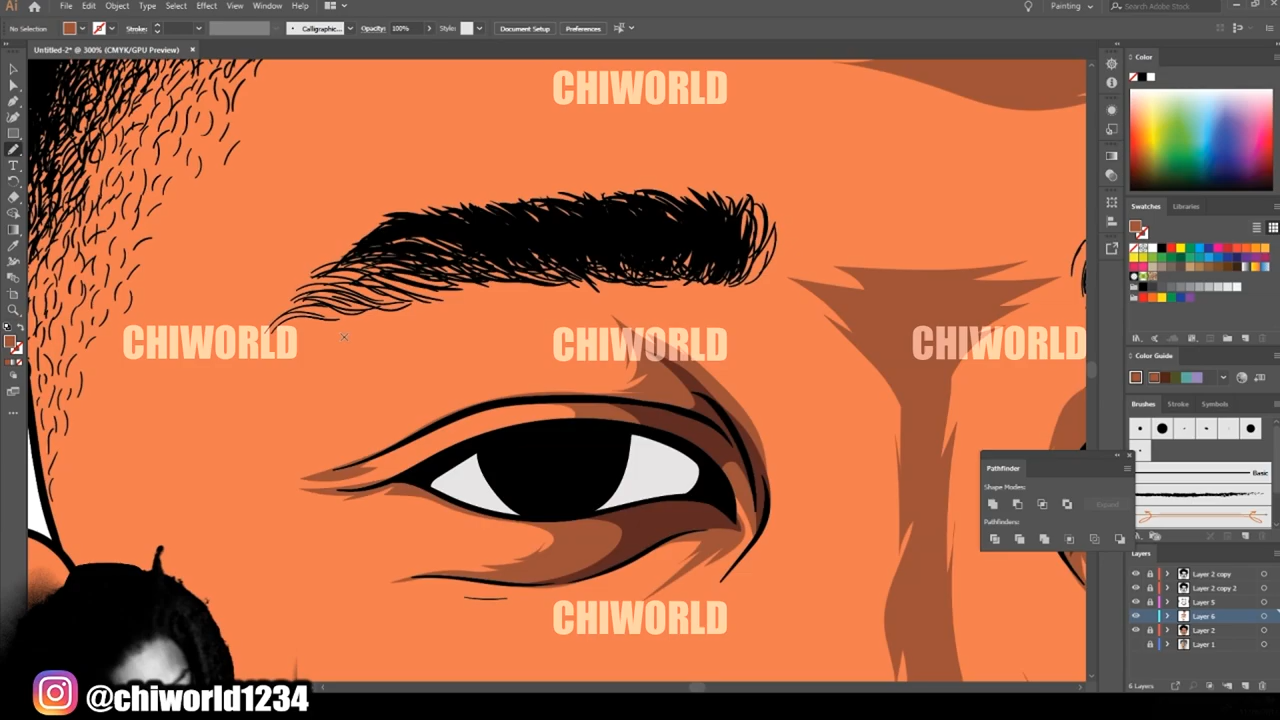 Ai File Edit Object Type Select Effect View Window Help Painting Search Adobe Stock
No Selection Stroke: Calligraphic... Opacity: 100% Style: Document Setup Preferences
Untitled-2* @ 300% (CMYK/GPU Preview) ×
Color
CHIWORLD
Swatches Libraries
CHIWORLD CHIWORLD CHIWORLD
Color Guide
Brushes Stroke Symbols
Basic
Pathfinder
Shape Modes:
Expand
Pathfinders:
Layers
Layer 2 copy
Layer 2 copy 2
Layer 5
CHIWORLD
Layer 6
Layer 2
Layer 1
6 Layers
@chiworld1234